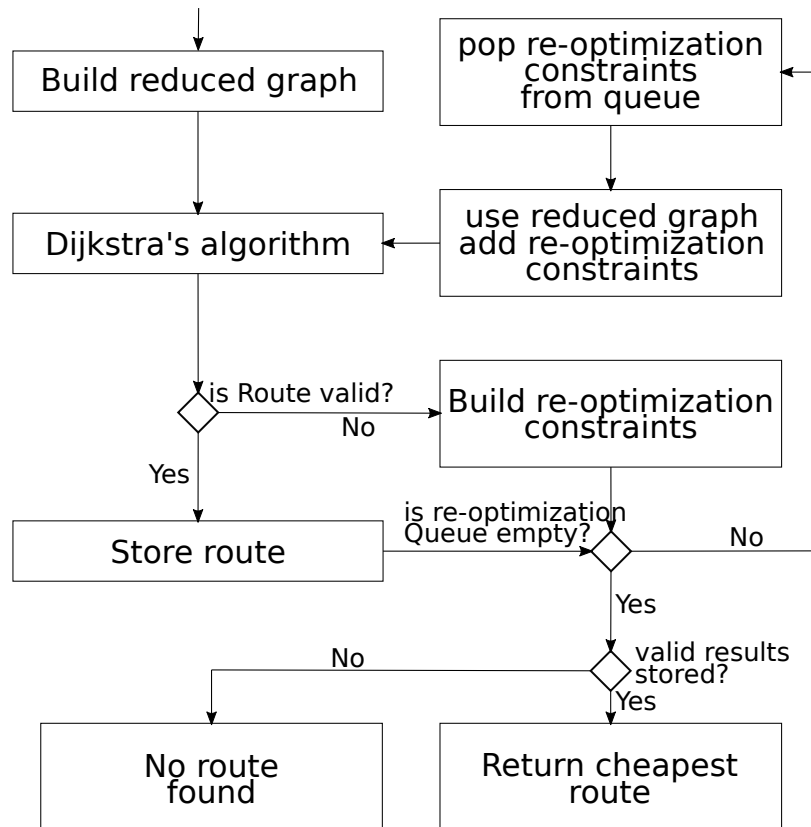 Build reduced graph
pop re-optimization
constraints
from queue
Dijkstra's algorithm
use reduced graph
add re-optimization
constraints
is Route valid?
No
Yes
Build re-optimization
constraints
Store route
is re-optimization
Queue empty?
No
Yes
valid results
stored?
No
Yes
No route
found
Return cheapest
route